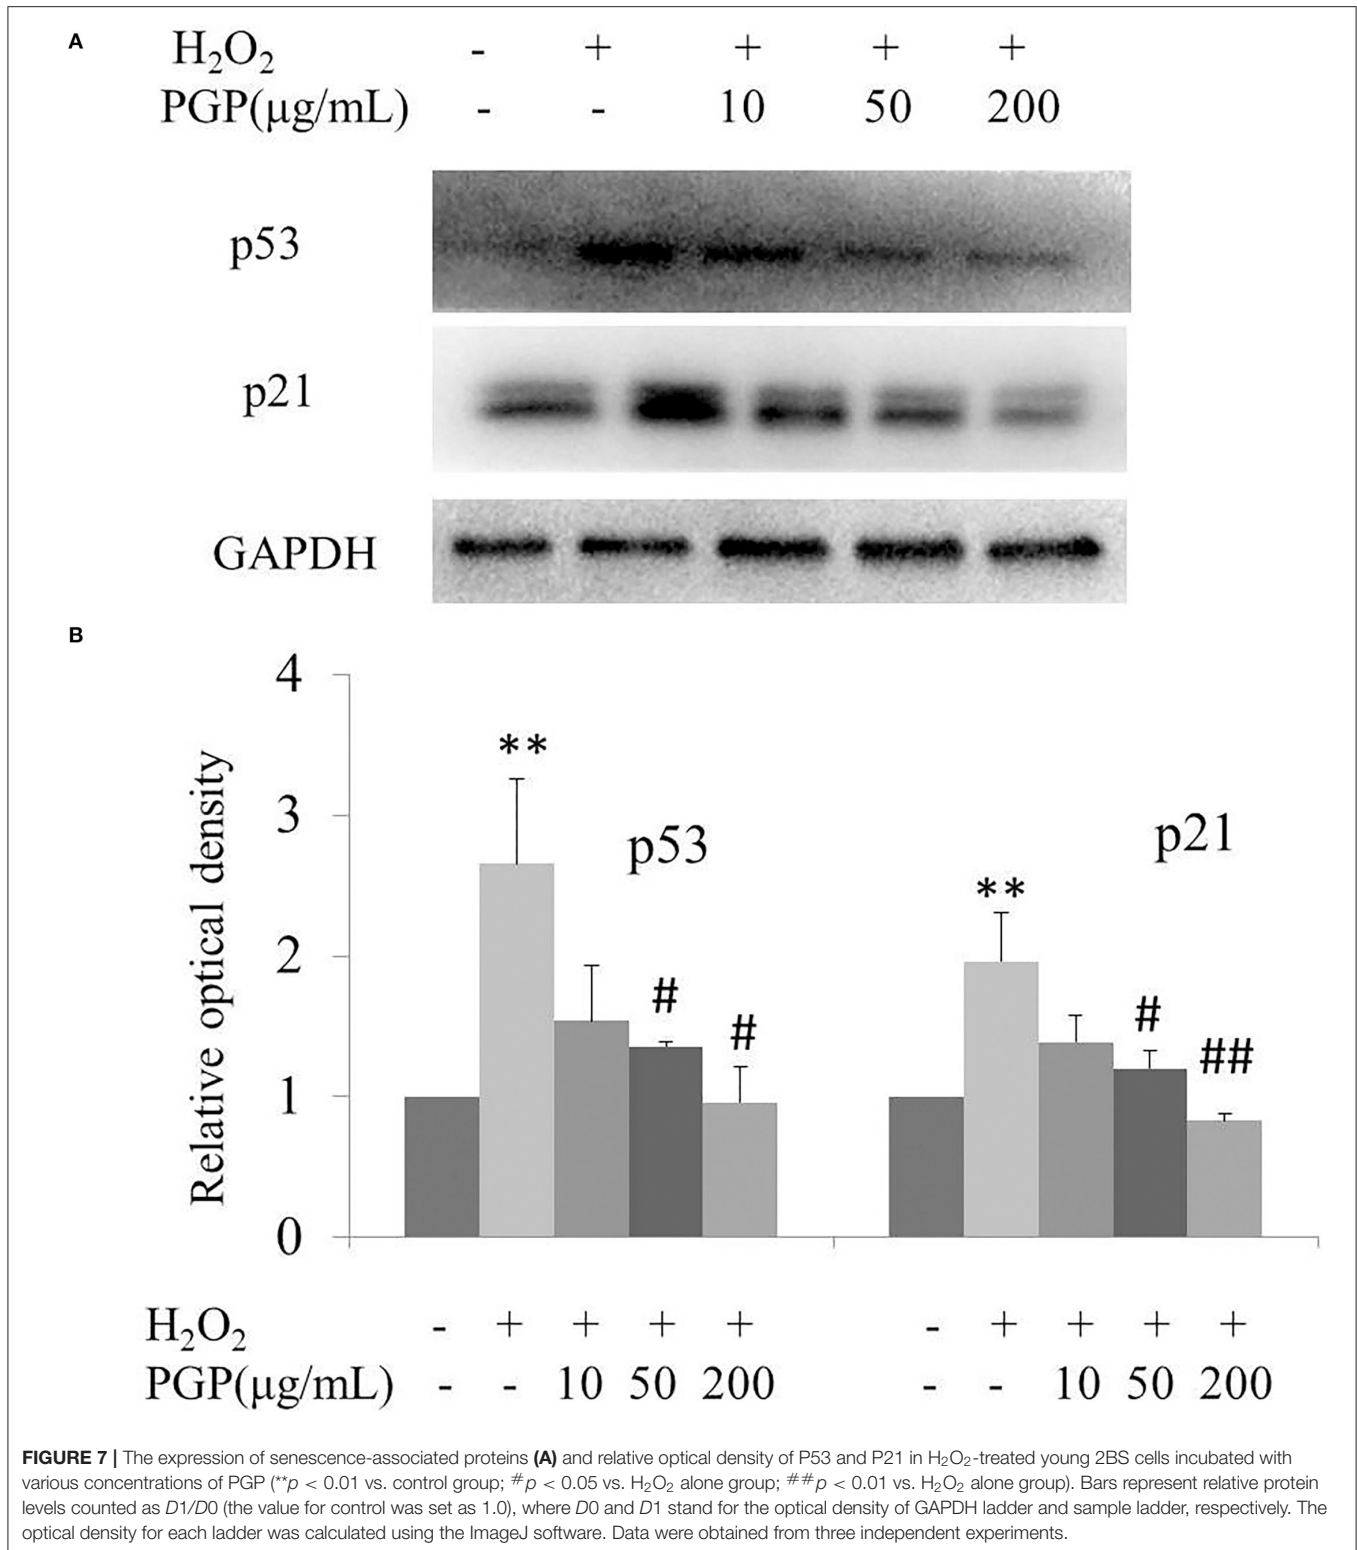 A
H₂O₂ - + + + +
PGP(μg/mL) - - 10 50 200
p53
p21
GAPDH
B
4
3
2
1
0
Relative optical density
**
p53
#
#
p21
**
#
##
H₂O₂ - + + + + - + + + +
PGP(μg/mL) - - 10 50 200 - - 10 50 200
FIGURE 7 | The expression of senescence-associated proteins (A) and relative optical density of P53 and P21 in H₂O₂-treated young 2BS cells incubated with
various concentrations of PGP (**p < 0.01 vs. control group; #p < 0.05 vs. H₂O₂ alone group; ##p < 0.01 vs. H₂O₂ alone group). Bars represent relative protein
levels counted as D1/D0 (the value for control was set as 1.0), where D0 and D1 stand for the optical density of GAPDH ladder and sample ladder, respectively. The
optical density for each ladder was calculated using the ImageJ software. Data were obtained from three independent experiments.